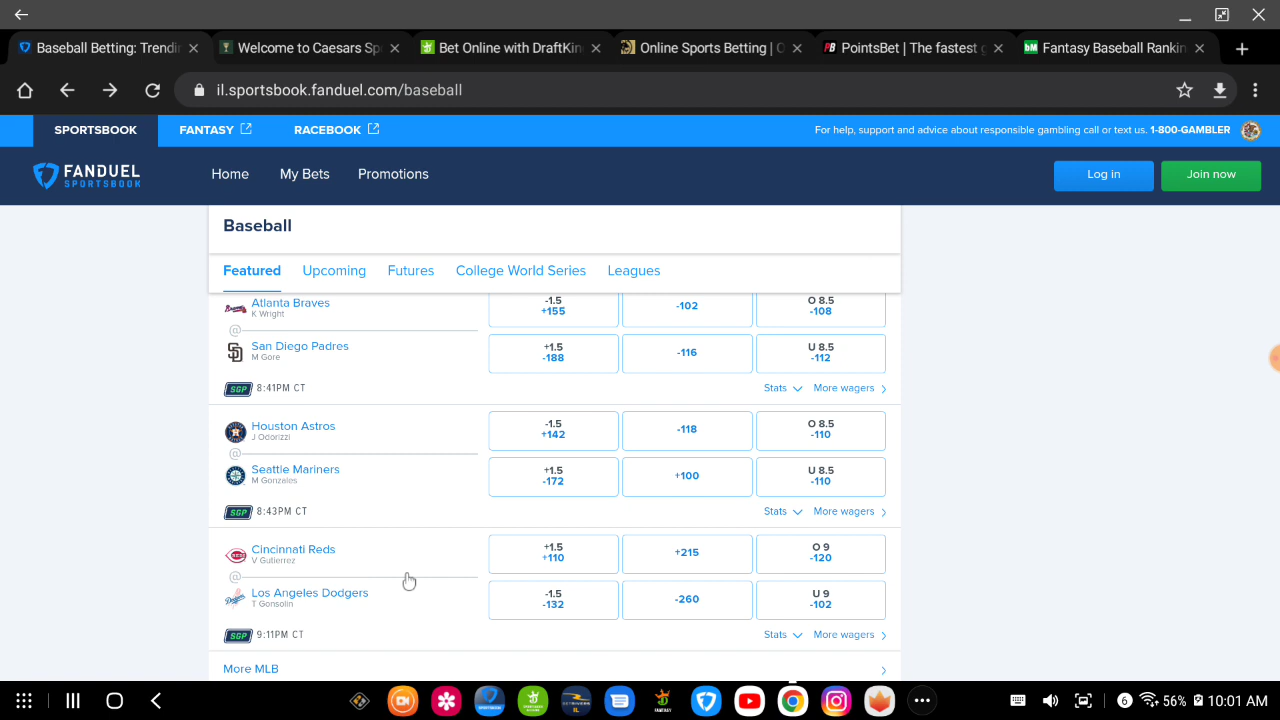 Baseball Betting: Trendi
Welcome to Caesars Sp
Bet Online with DraftKin
Online Sports Betting | O
PointsBet | The fastest g
bM Fantasy Baseball Rankin
il.sportsbook.fanduel.com/baseball
SPORTSBOOK FANTASY RACEBOOK
For help, support and advice about responsible gambling call or text us. 1-800-GAMBLER
FANDUEL
SPORTSBOOK
Home My Bets Promotions
Log in Join now
Baseball
Featured Upcoming Futures College World Series Leagues
Atlanta Braves
K Wright
-1.5
+155
-102
O 8.5
-108
@
San Diego Padres
M Gore
+1.5
-188
-116
U 8.5
-112
SGP 8:41PM CT Stats More wagers
Houston Astros
J Odorizzi
-1.5
+142
-118
O 8.5
-110
@
Seattle Mariners
M Gonzales
+1.5
-172
+100
U 8.5
-110
SGP 8:43PM CT Stats More wagers
Cincinnati Reds
V Gutierrez
+1.5
+110
+215
O 9
-120
@
Los Angeles Dodgers
T Gonsolin
-1.5
-132
-260
U 9
-102
SGP 9:11PM CT Stats More wagers
More MLB
6 56% 10:01 AM